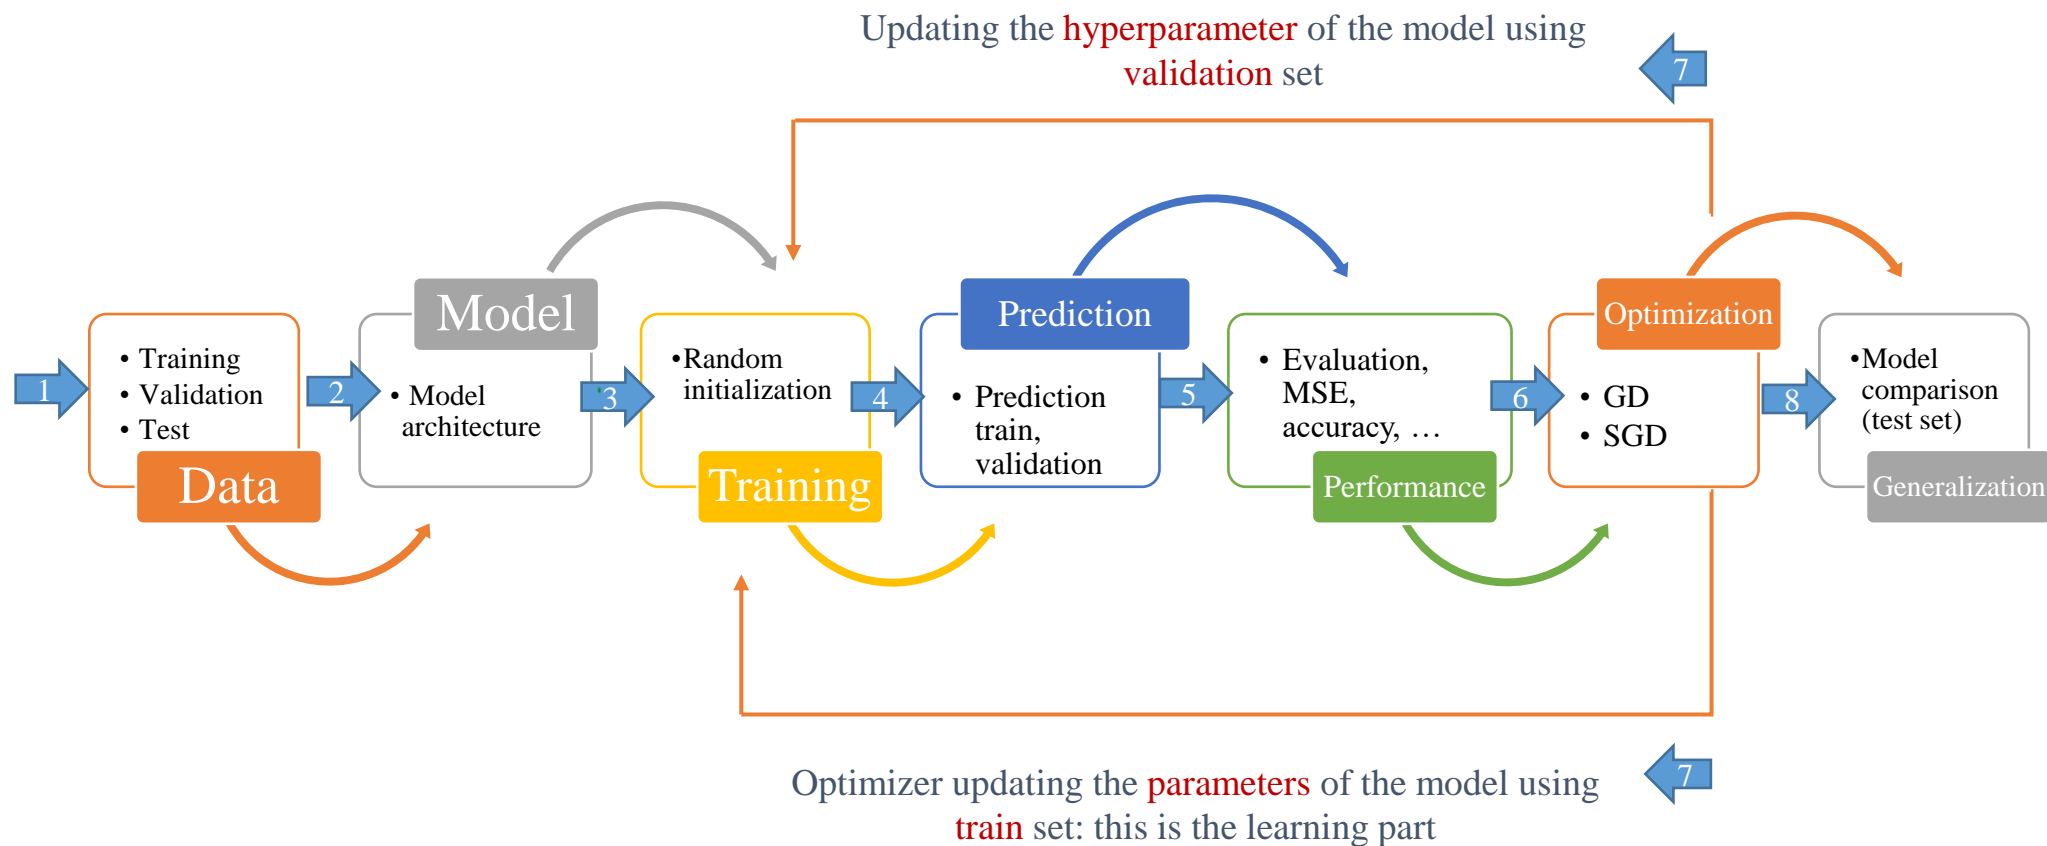 Updating the hyperparameter of the model using
validation set
7
1
• Training
• Validation
• Test
Data
2
Model
• Model
architecture
3
•Random
initialization
Training
4
Prediction
• Prediction
train,
validation
5
• Evaluation,
MSE,
accuracy, …
Performance
6
Optimization
• GD
• SGD
8
•Model
comparison
(test set)
Generalization
7
Optimizer updating the parameters of the model using
train set: this is the learning part